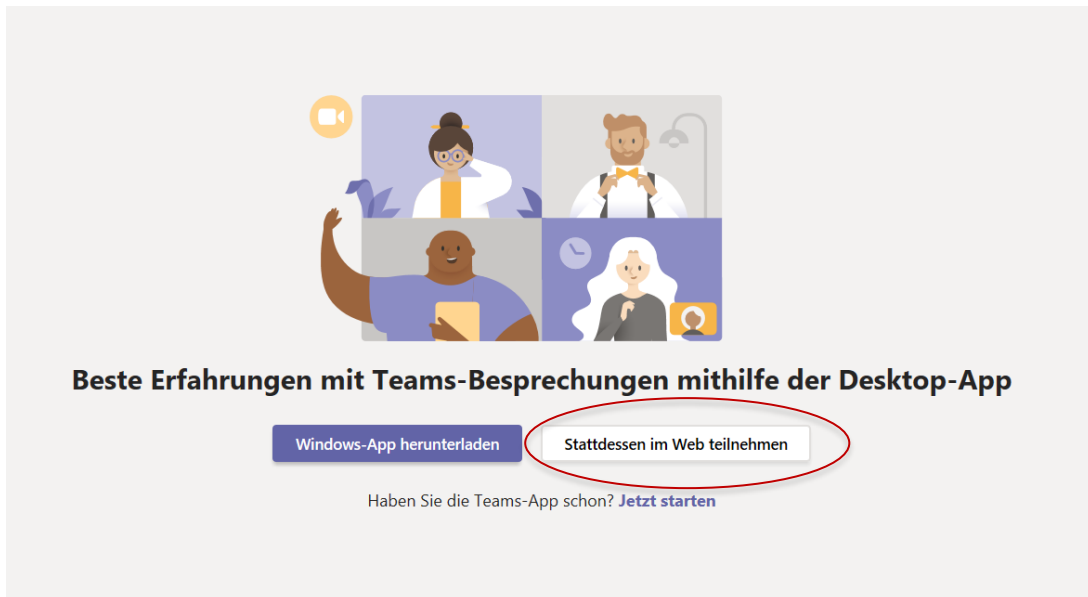 Beste Erfahrungen mit Teams-Besprechungen mithilfe der Desktop-App
Windows-App herunterladen
Stattdessen im Web teilnehmen
Haben Sie die Teams-App schon? Jetzt starten